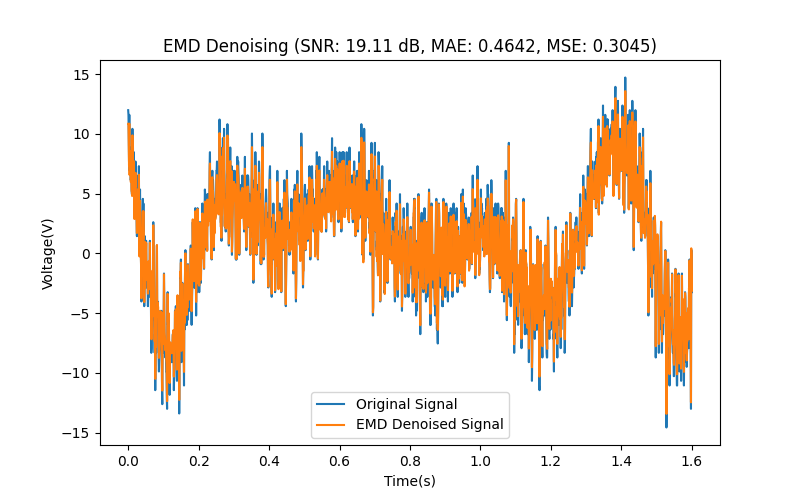 EMD Denoising (SNR: 19.11 dB, MAE: 0.4642, MSE: 0.3045)
15
10
5
0
−5
−10
−15
Voltage(V)
Original Signal
EMD Denoised Signal
0.0 0.2 0.4 0.6 0.8 1.0 1.2 1.4 1.6
Time(s)